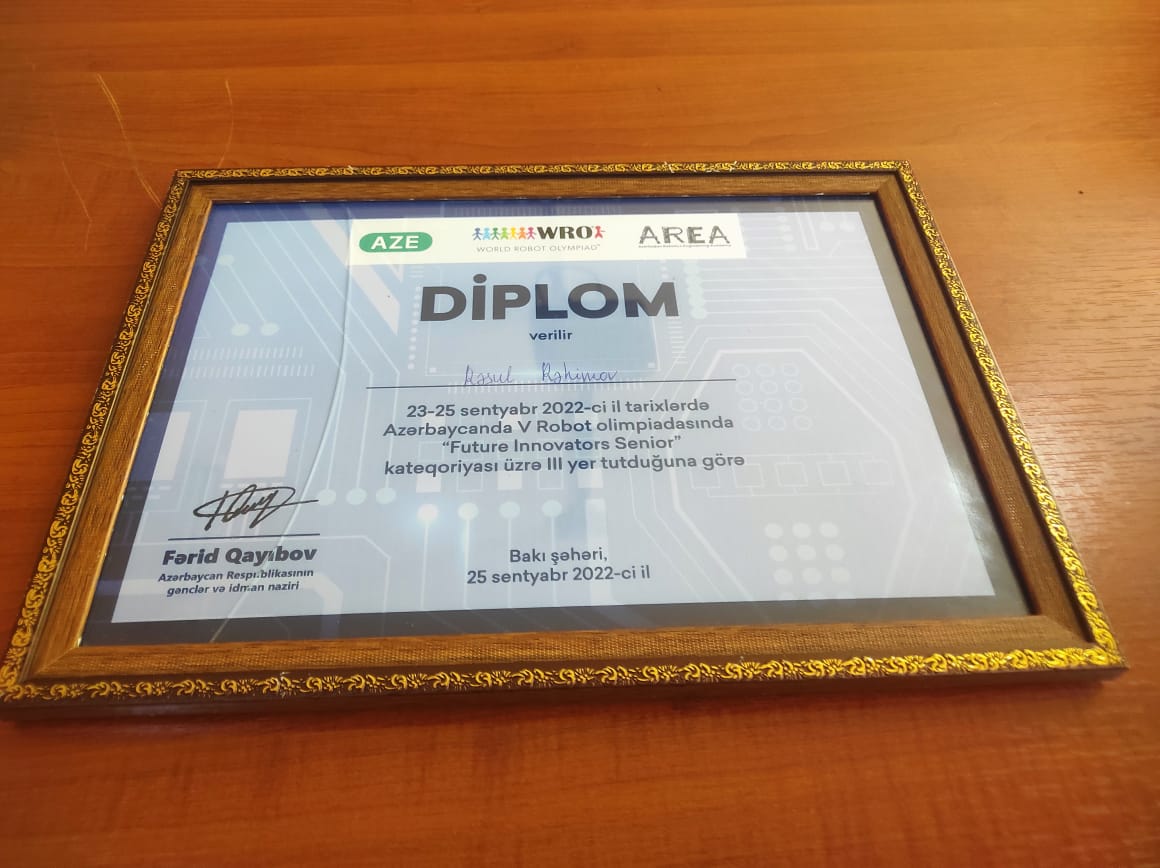 AZE
WRO
WORLD ROBOT OLYMPIAD™
AREA
DİPLOM
verilir
Rəsul Rəhimov
23-25 sentyabr 2022-ci il tarixlərdə
Azərbaycanda V Robot olimpiadasında
“Future Innovators Senior”
kateqoriyası üzrə III yer tutduğuna görə
Fərid Qayıbov
Azərbaycan Respublikasının
gənclər və idman naziri
Bakı şəhəri,
25 sentyabr 2022-ci il